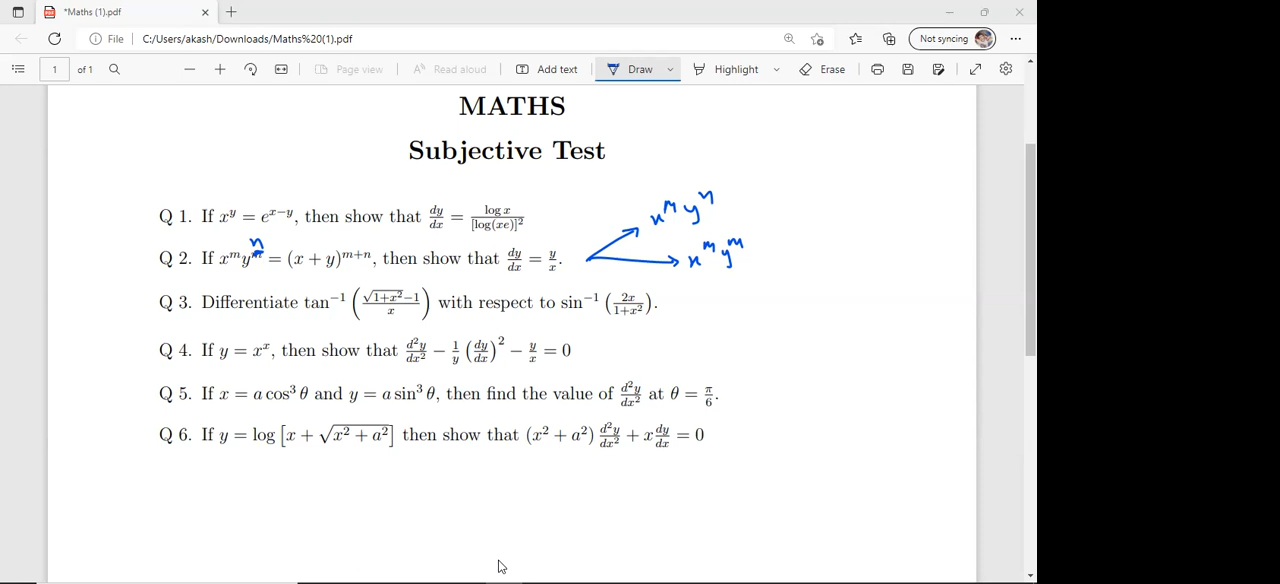 *Maths (1).pdf
File C:/Users/akash/Downloads/Maths%20(1).pdf Not syncing
1 of 1 Page view Read aloud Add text Draw Highlight Erase
MATHS
Subjective Test
x^m y^n
Q 1. If x^y = e^{x−y}, then show that dy/dx = log x/[log(xe)]^2
n
Q 2. If x^m y^m = (x + y)^{m+n}, then show that dy/dx = y/x. x^m y^m
Q 3. Differentiate tan^{−1} ((√(1+x^2)−1)/x) with respect to sin^{−1} (2x/(1+x^2)).
Q 4. If y = x^x, then show that d^2y/dx^2 − 1/y (dy/dx)^2 − y/x = 0
Q 5. If x = a cos^3 θ and y = a sin^3 θ, then find the value of d^2y/dx^2 at θ = π/6.
Q 6. If y = log [x + √(x^2 + a^2)] then show that (x^2 + a^2) d^2y/dx^2 + x dy/dx = 0